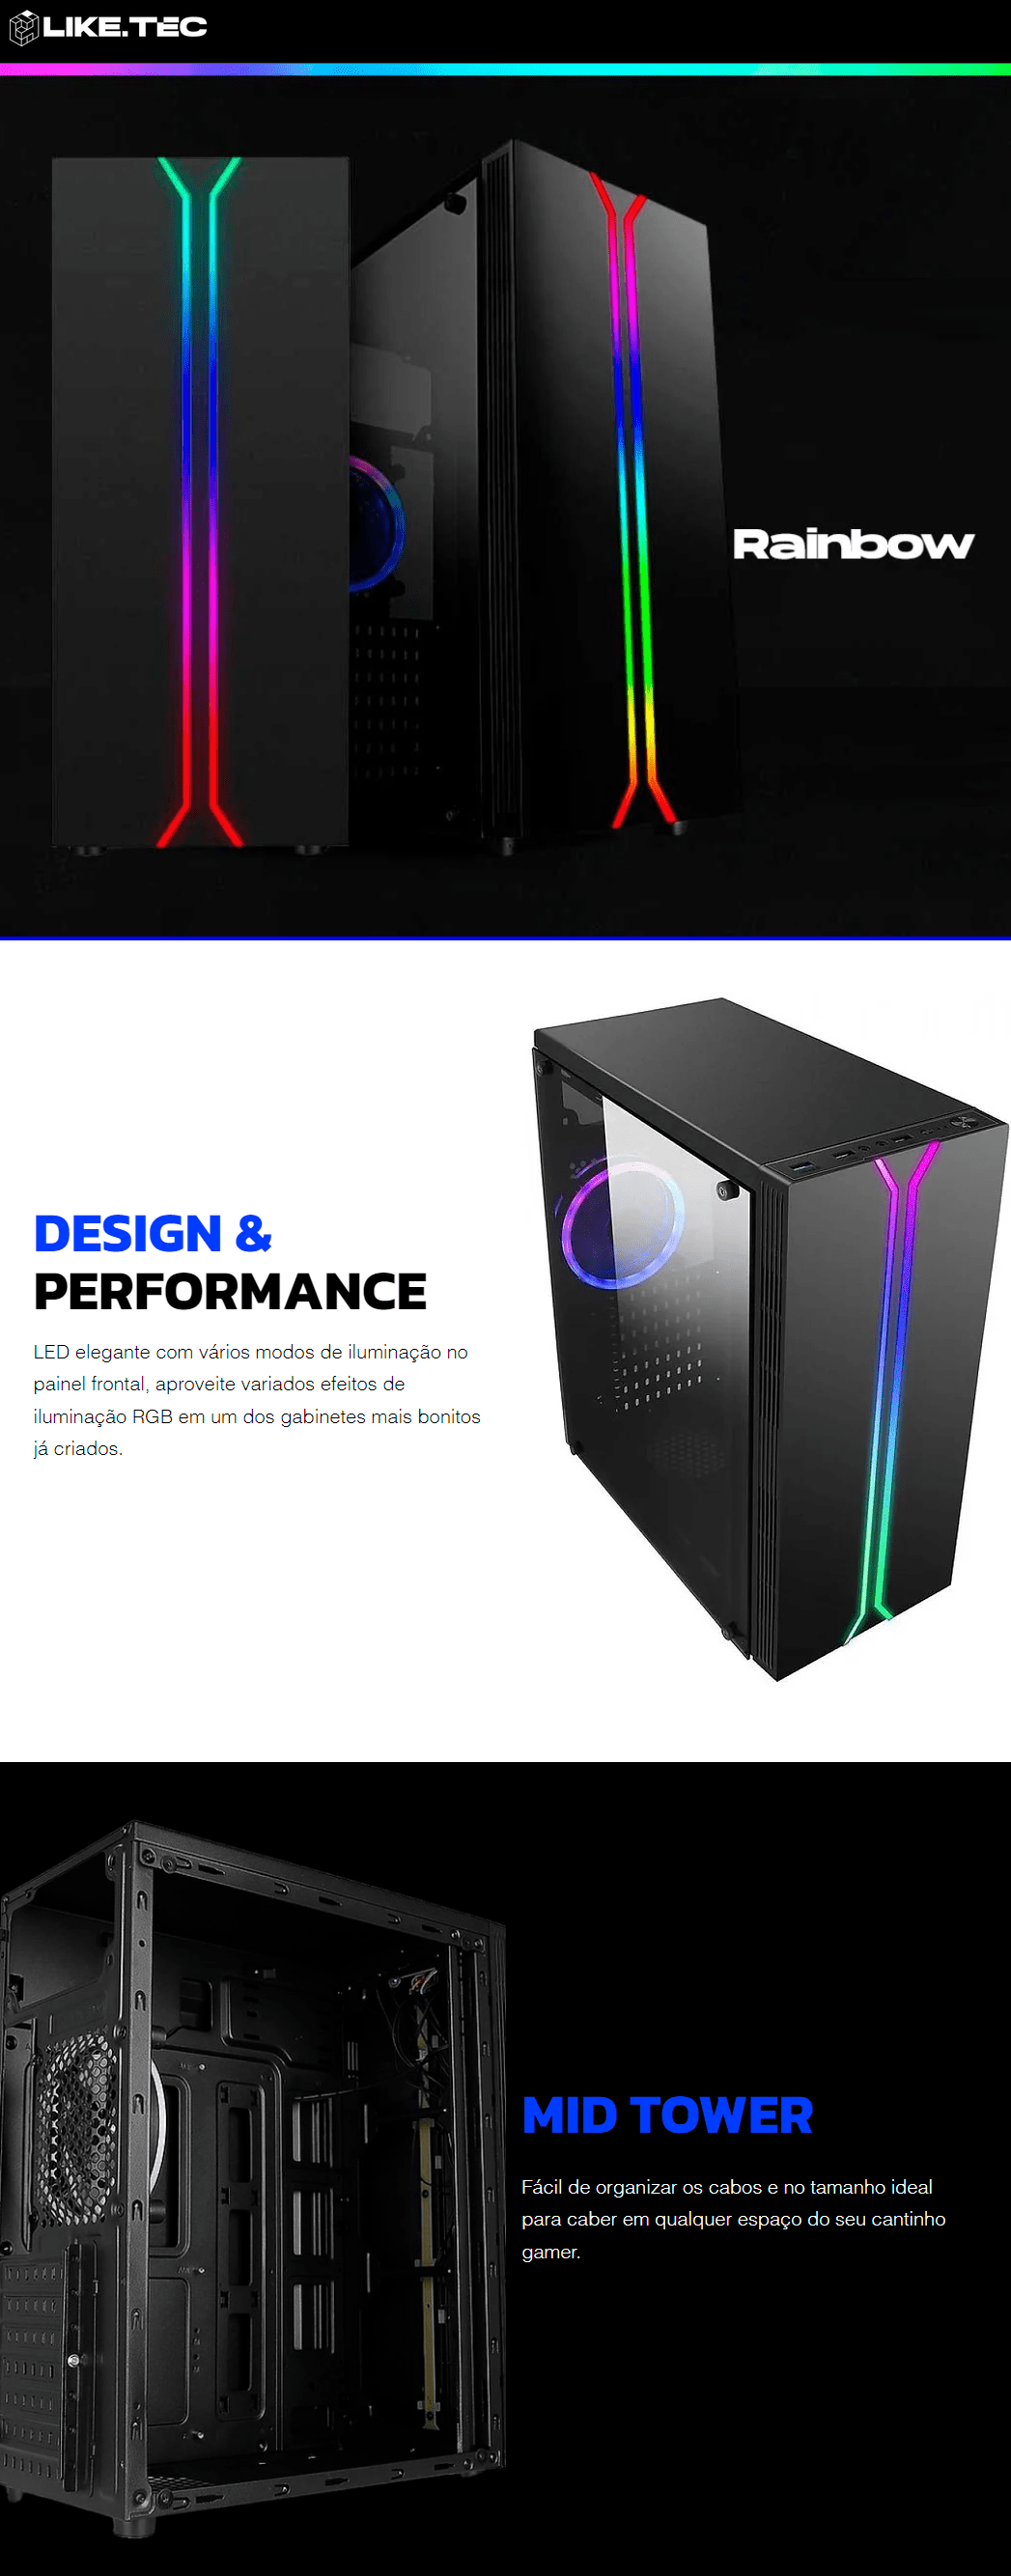 LIKE.TEC
Rainbow
DESIGN &
PERFORMANCE
LED elegante com vários modos de iluminação no
painel frontal, aproveite variados efeitos de
iluminação RGB em um dos gabinetes mais bonitos
já criados.
MID TOWER
Fácil de organizar os cabos e no tamanho ideal
para caber em qualquer espaço do seu cantinho
gamer.